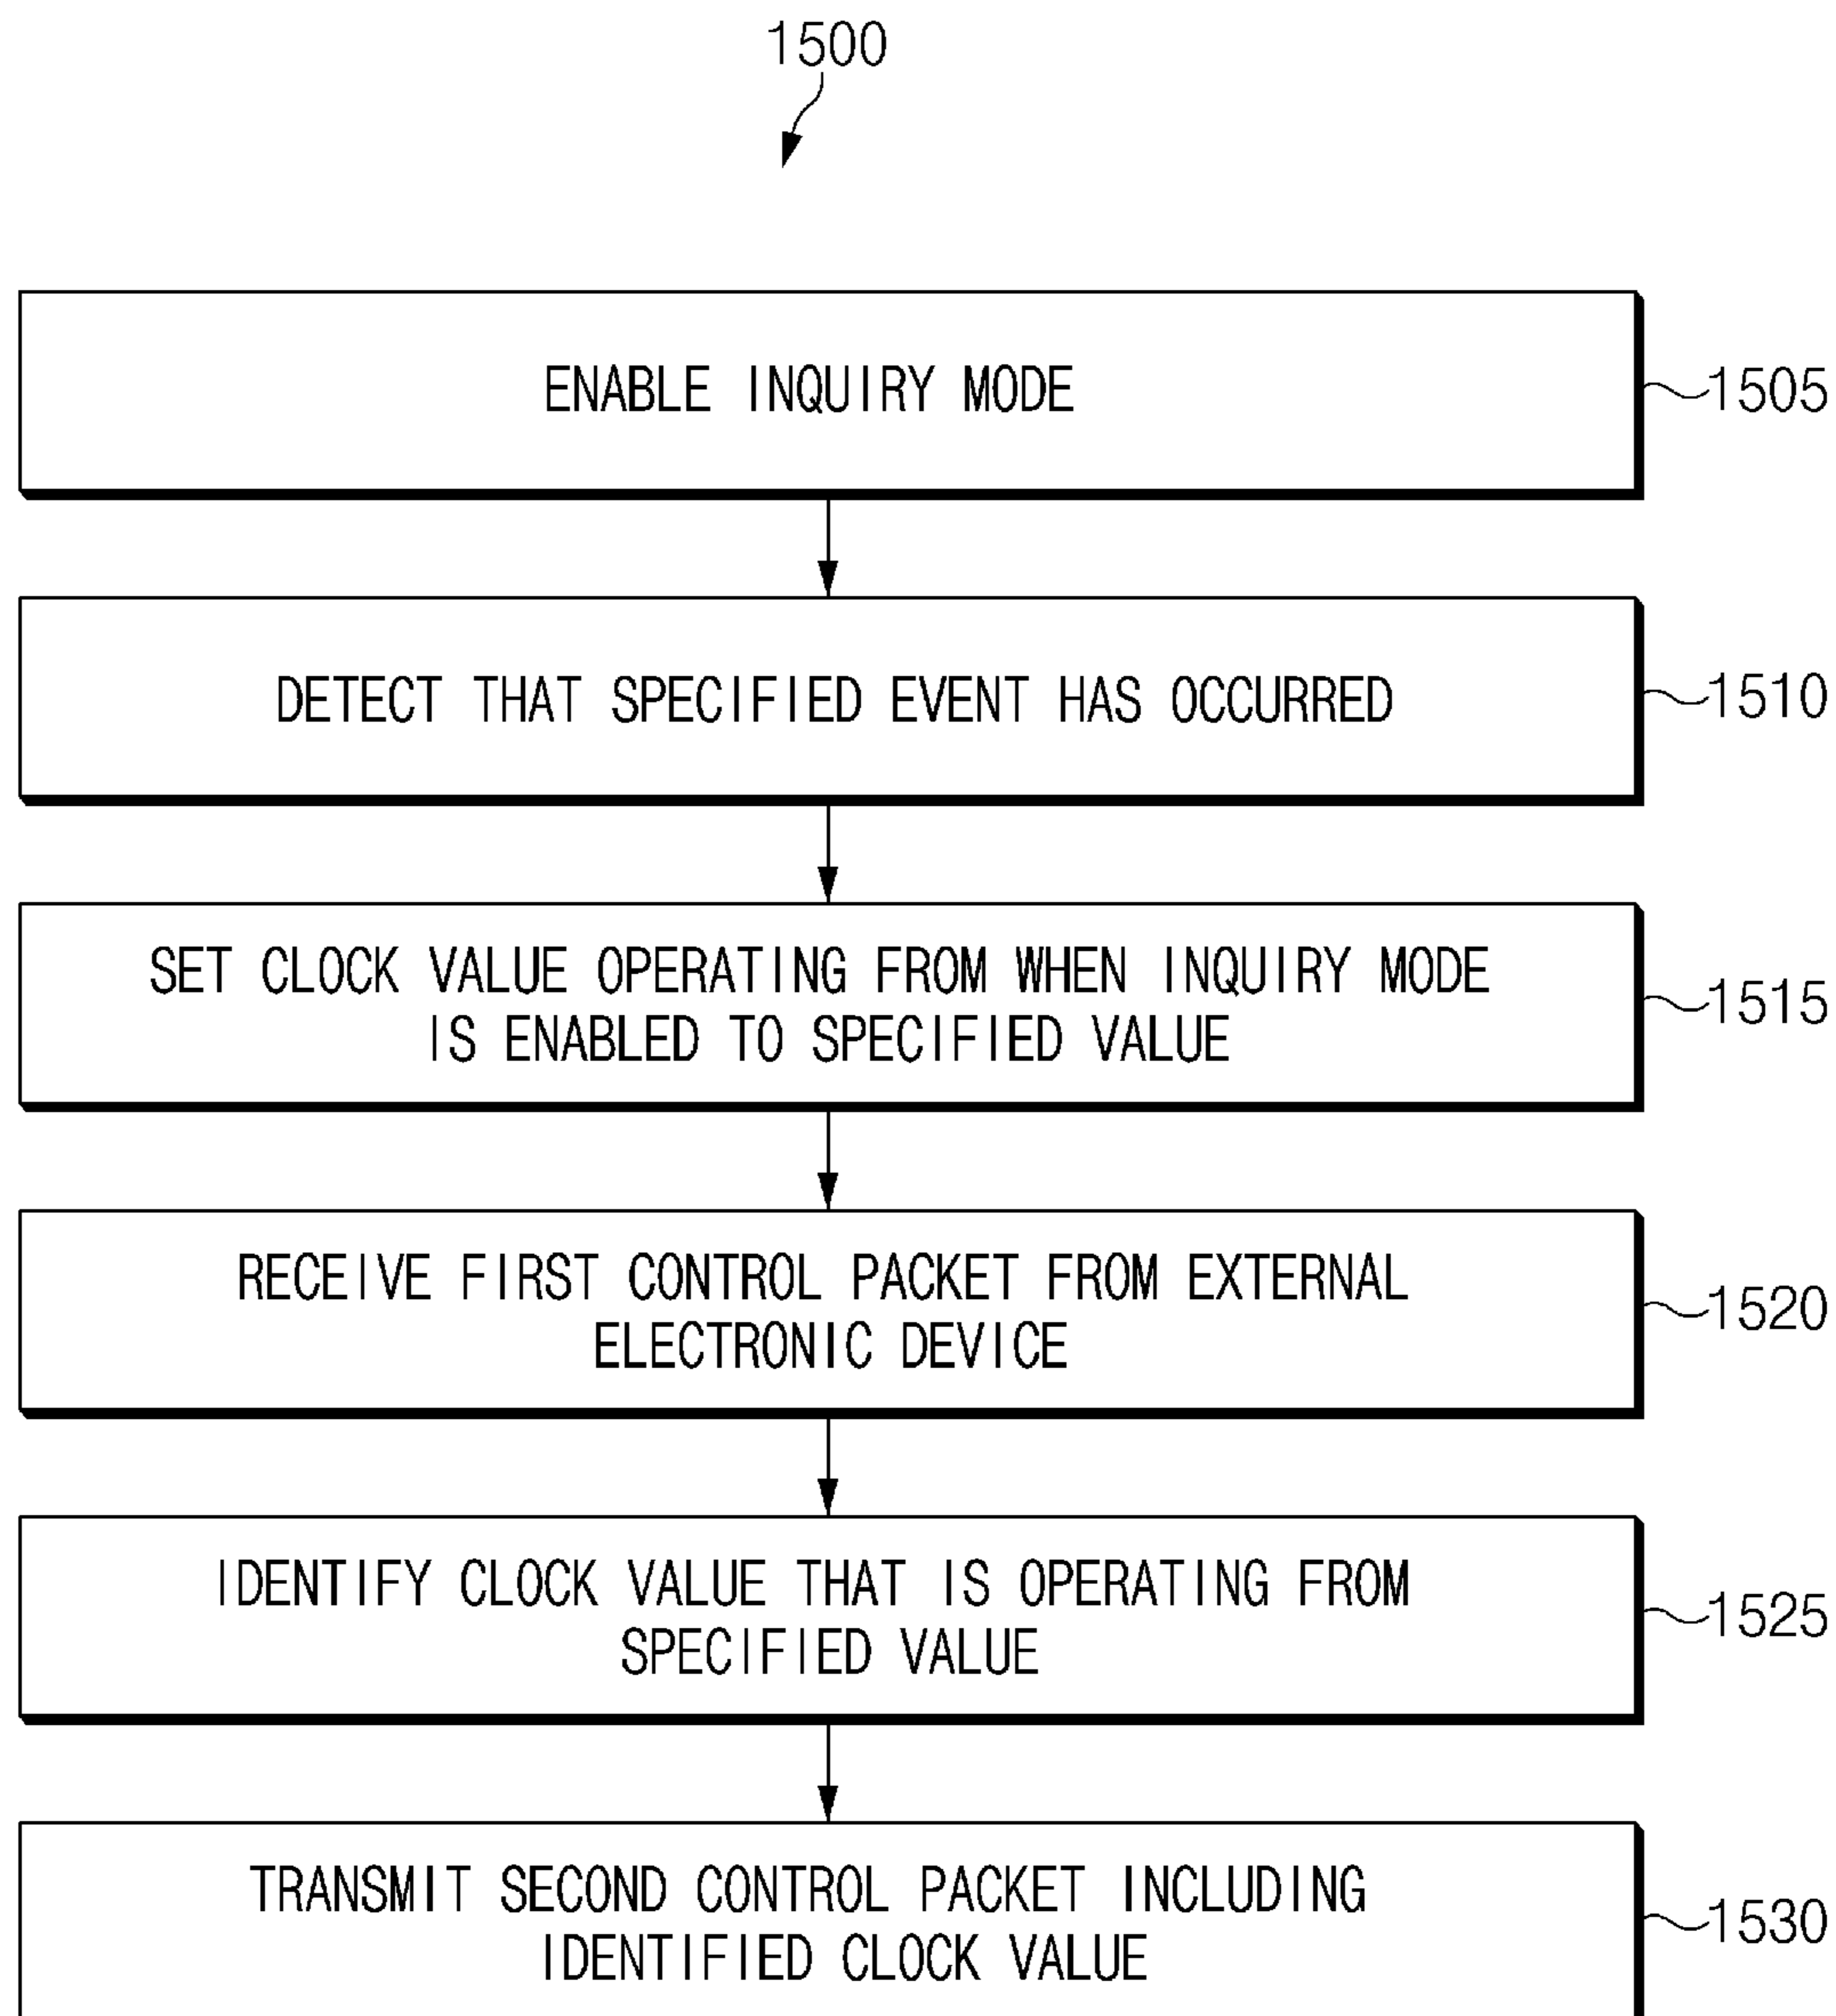 1500
ENABLE INQUIRY MODE
1505
DETECT THAT SPECIFIED EVENT HAS OCCURRED
1510
SET CLOCK VALUE OPERATING FROM WHEN INQUIRY MODE
IS ENABLED TO SPECIFIED VALUE
1515
RECEIVE FIRST CONTROL PACKET FROM EXTERNAL
ELECTRONIC DEVICE
1520
IDENTIFY CLOCK VALUE THAT IS OPERATING FROM
SPECIFIED VALUE
1525
TRANSMIT SECOND CONTROL PACKET INCLUDING
IDENTIFIED CLOCK VALUE
1530